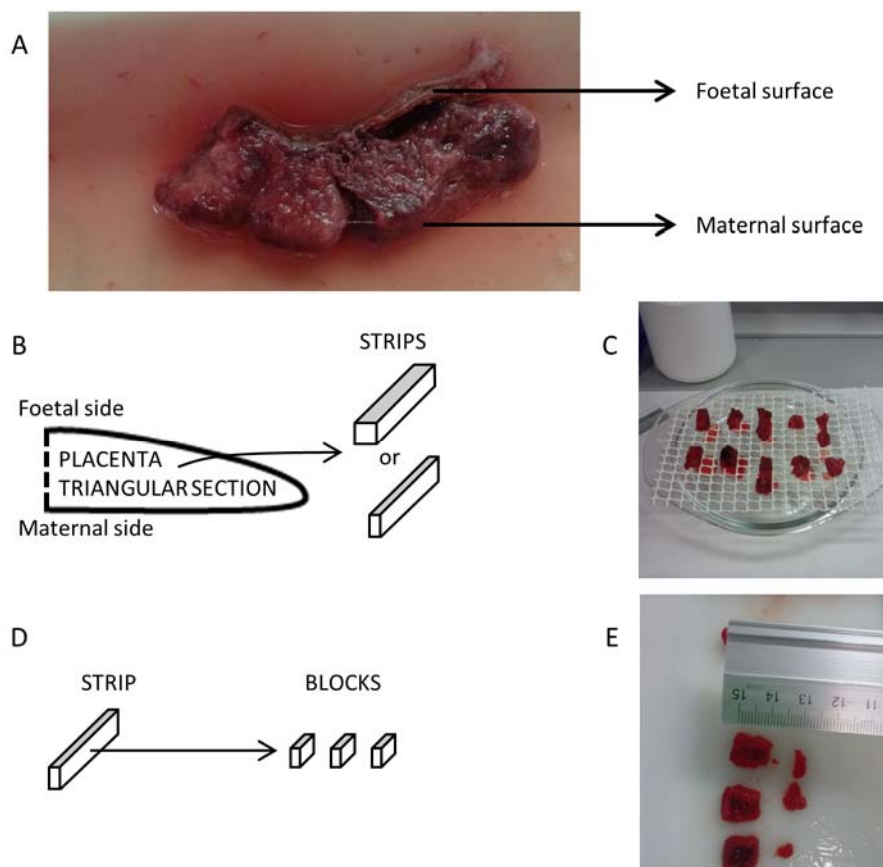 A
Foetal surface
Maternal surface
B
STRIPS
Foetal side
PLACENTA
TRIANGULAR SECTION
or
Maternal side
C
D
STRIP
BLOCKS
E
15 14 13 12 11